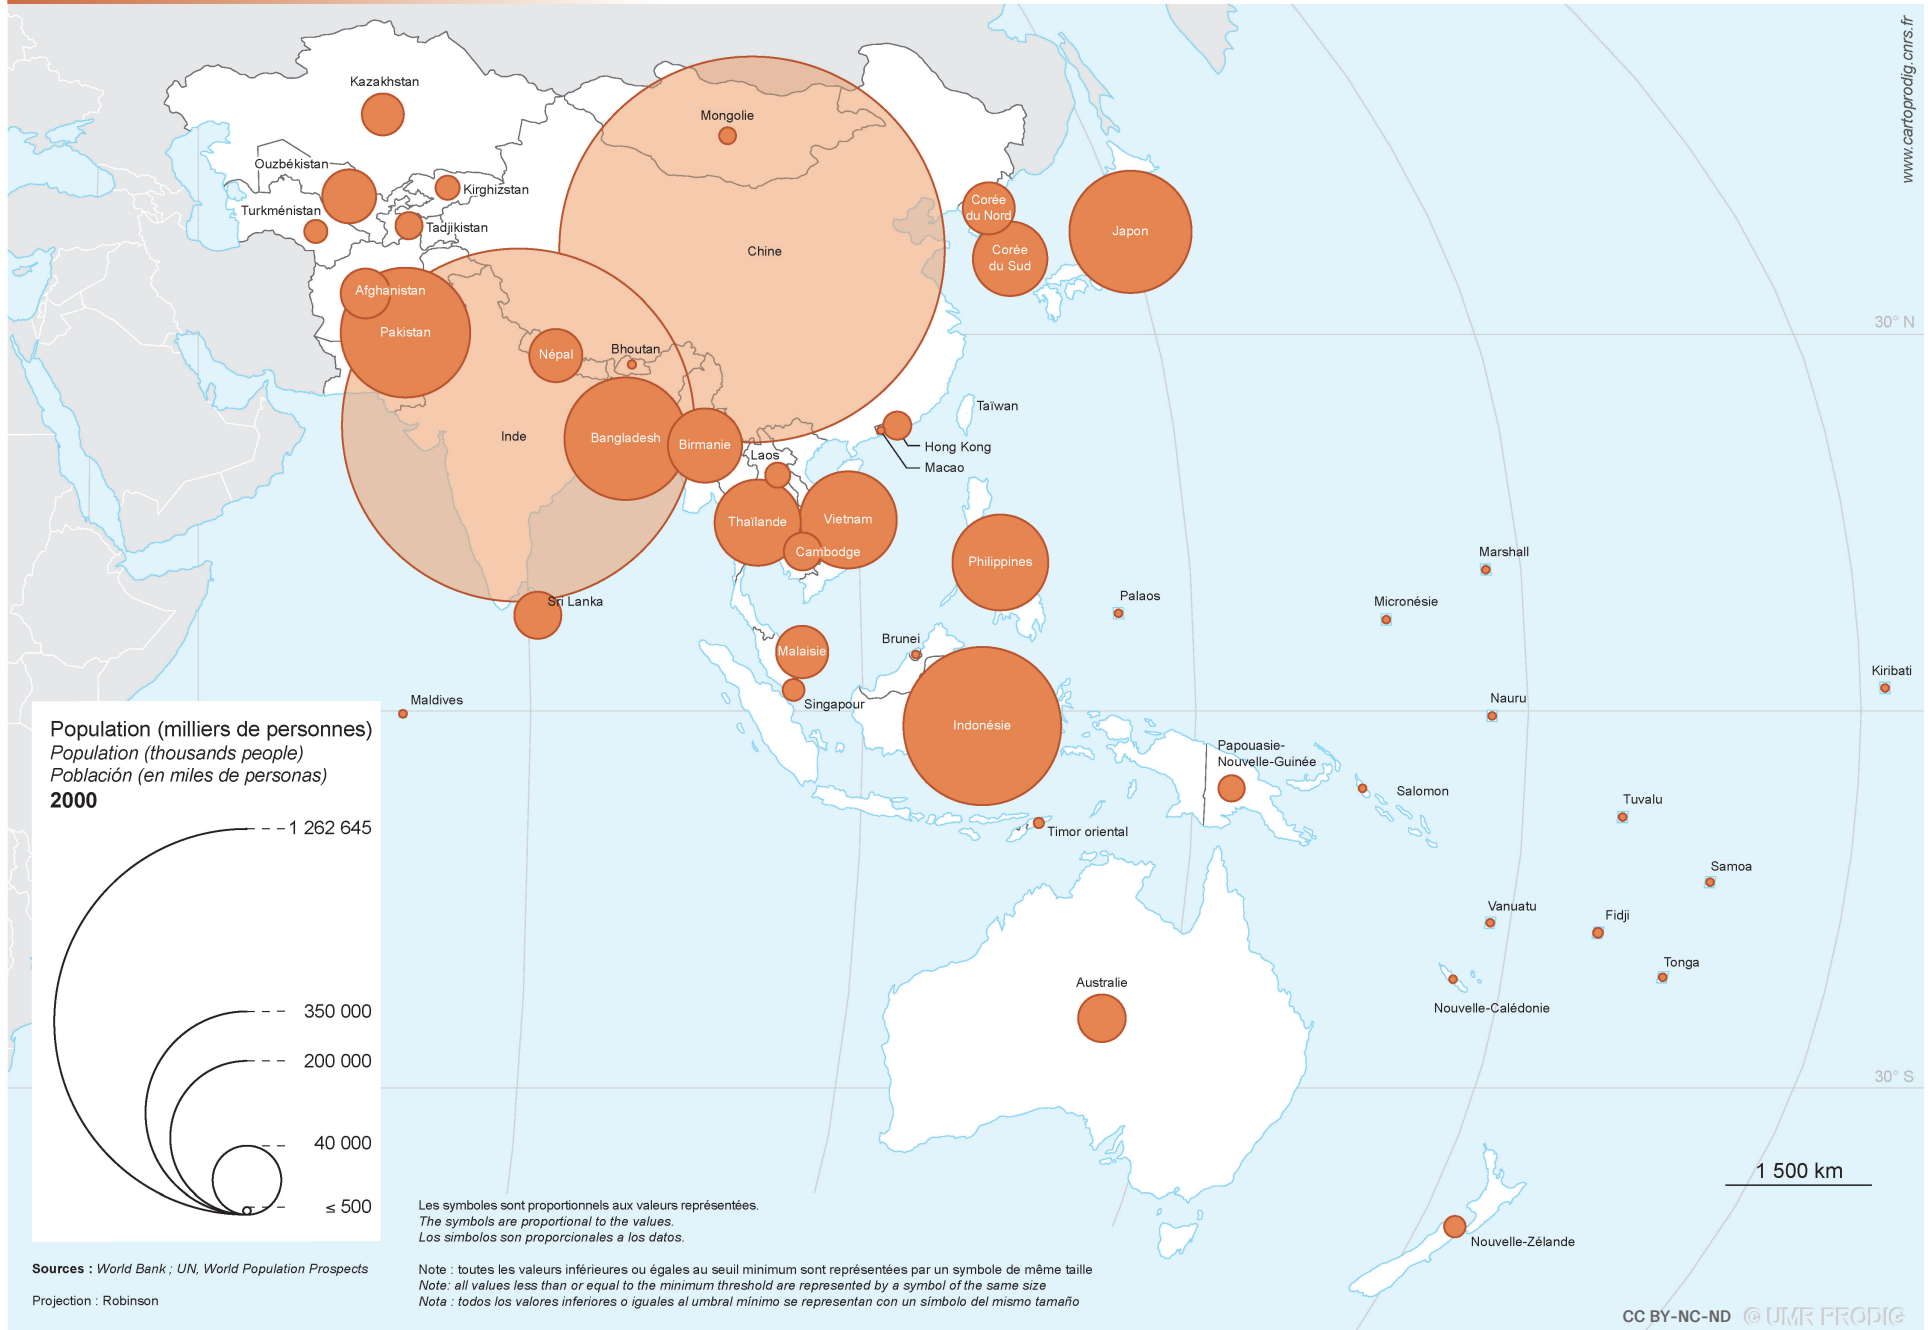 www.cartoprodig.cnrs.fr
Kazakhstan
Mongolie
Ouzbékistan
Kirghizstan
Turkménistan
Tadjikistan
Corée
du Nord
Japon
Chine
Corée
du Sud
Afghanistan
Pakistan
30° N
Népal
Bhoutan
Taïwan
Inde
Bangladesh
Birmanie
Hong Kong
Laos
Macao
Thaïlande
Vietnam
Cambodge
Philippines
Marshall
Sri Lanka
Palaos
Micronésie
Brunei
Malaisie
Kiribati
Maldives
Singapour
Nauru
Indonésie
Papouasie-
Nouvelle-Guinée
Salomon
Tuvalu
Timor oriental
Samoa
Vanuatu
Fidji
Tonga
Australie
Nouvelle-Calédonie
30° S
Nouvelle-Zélande
Population (milliers de personnes)
Population (thousands people)
Población (en miles de personas)
2000
1 262 645
350 000
200 000
40 000
≤ 500
1 500 km
Les symboles sont proportionnels aux valeurs représentées.
The symbols are proportional to the values.
Los simbolos son proporcionales a los datos.
Sources : World Bank ; UN, World Population Prospects
Projection : Robinson
Note : toutes les valeurs inférieures ou égales au seuil minimum sont représentées par un symbole de même taille
Note: all values less than or equal to the minimum threshold are represented by a symbol of the same size
Nota : todos los valores inferiores o iguales al umbral mínimo se representan con un símbolo del mismo tamaño
CC BY-NC-ND © UMR PRODIG